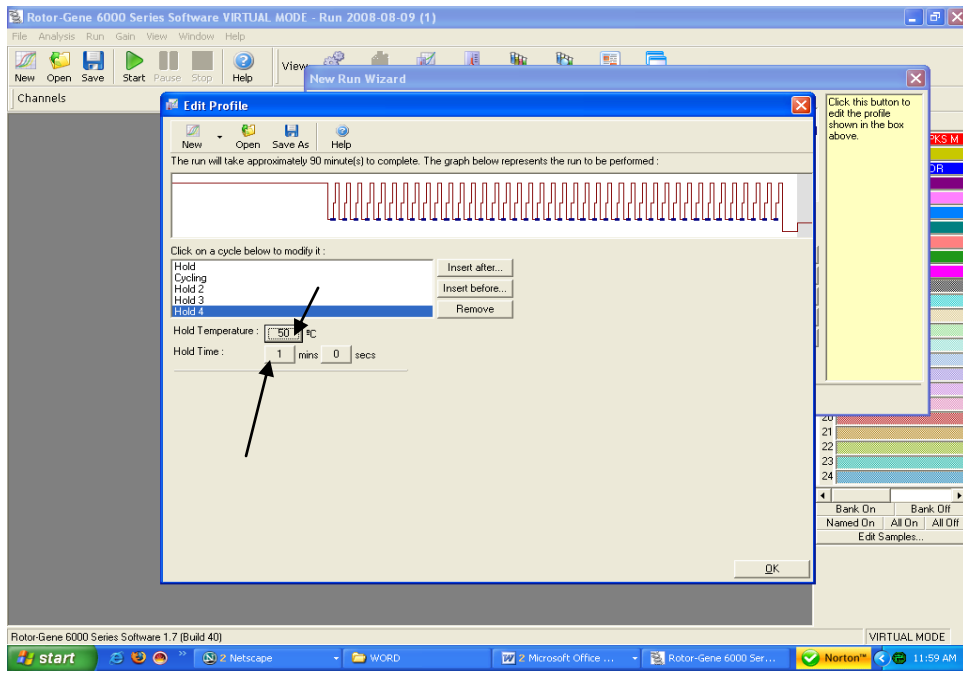 Rotor-Gene 6000 Series Software VIRTUAL MODE - Run 2008-08-09 (1)
File Analysis Run Gain View Window Help
New Open Save Start Pause Stop Help View
Channels
New Run Wizard
Click this button to
edit the profile
shown in the box
above.
Edit Profile
New Open Save As Help
The run will take approximately 90 minute(s) to complete. The graph below represents the run to be performed :
Click on a cycle below to modify it :
Hold
Cycling
Hold 2
Hold 3
Hold 4
Insert after...
Insert before...
Remove
Hold Temperature : 50 ºC
Hold Time : 1 mins 0 secs
OK
PKS M
OR
20
21
22
23
24
Bank On Bank Off
Named On All On All Off
Edit Samples...
Rotor-Gene 6000 Series Software 1.7 (Build 40)
VIRTUAL MODE
start 2 Netscape WORD 2 Microsoft Office ... Rotor-Gene 6000 Ser... Norton™ 11:59 AM